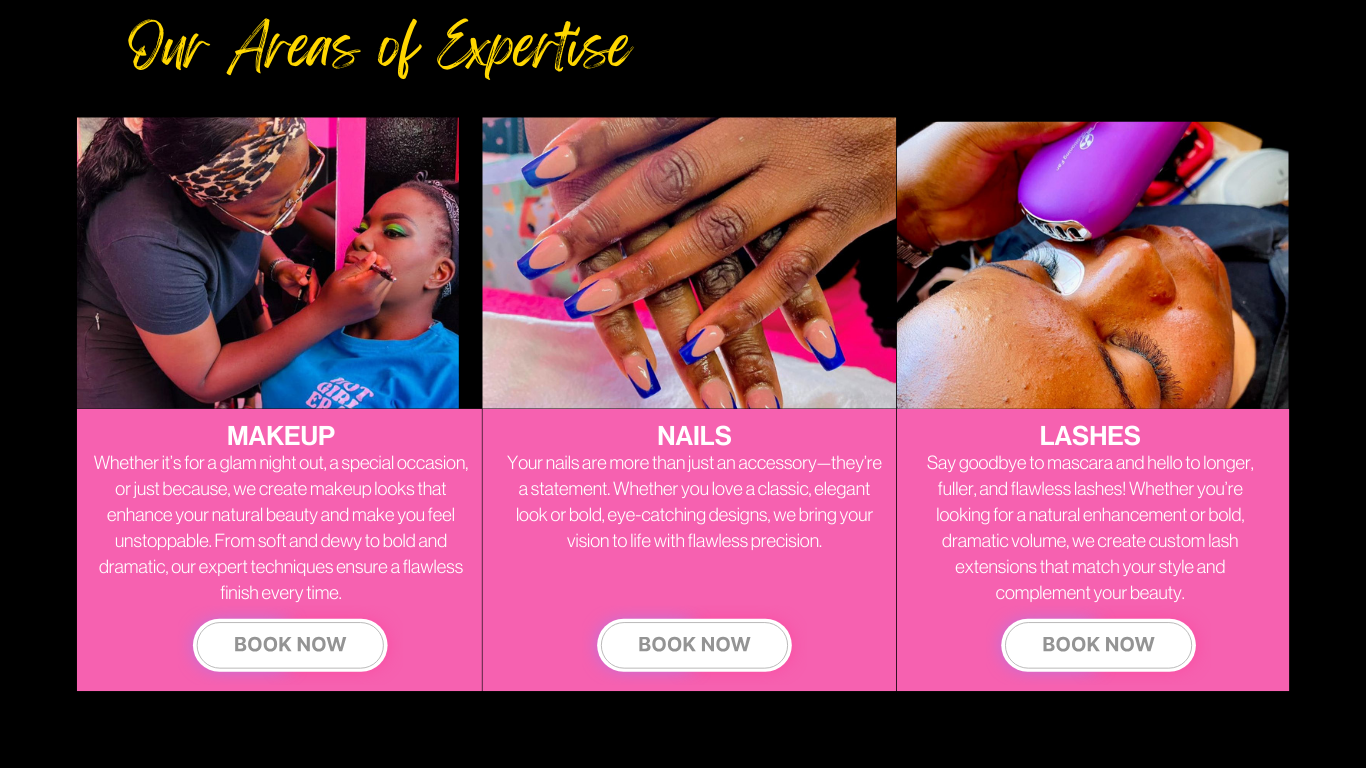 Our Areas of Expertise
MAKEUP
Whether it's for a glam night out, a special occasion,
or just because, we create makeup looks that
enhance your natural beauty and make you feel
unstoppable. From soft and dewy to bold and
dramatic, our expert techniques ensure a flawless
finish every time.
BOOK NOW
NAILS
Your nails are more than just an accessory—they're
a statement. Whether you love a classic, elegant
look or bold, eye-catching designs, we bring your
vision to life with flawless precision.
BOOK NOW
LASHES
Say goodbye to mascara and hello to longer,
fuller, and flawless lashes! Whether you're
looking for a natural enhancement or bold,
dramatic volume, we create custom lash
extensions that match your style and
complement your beauty.
BOOK NOW